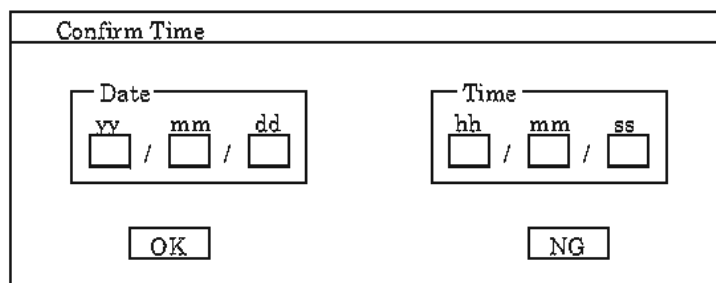 Confirm Time
Date Time
yy mm dd hh mm ss
/ / / /
OK NG